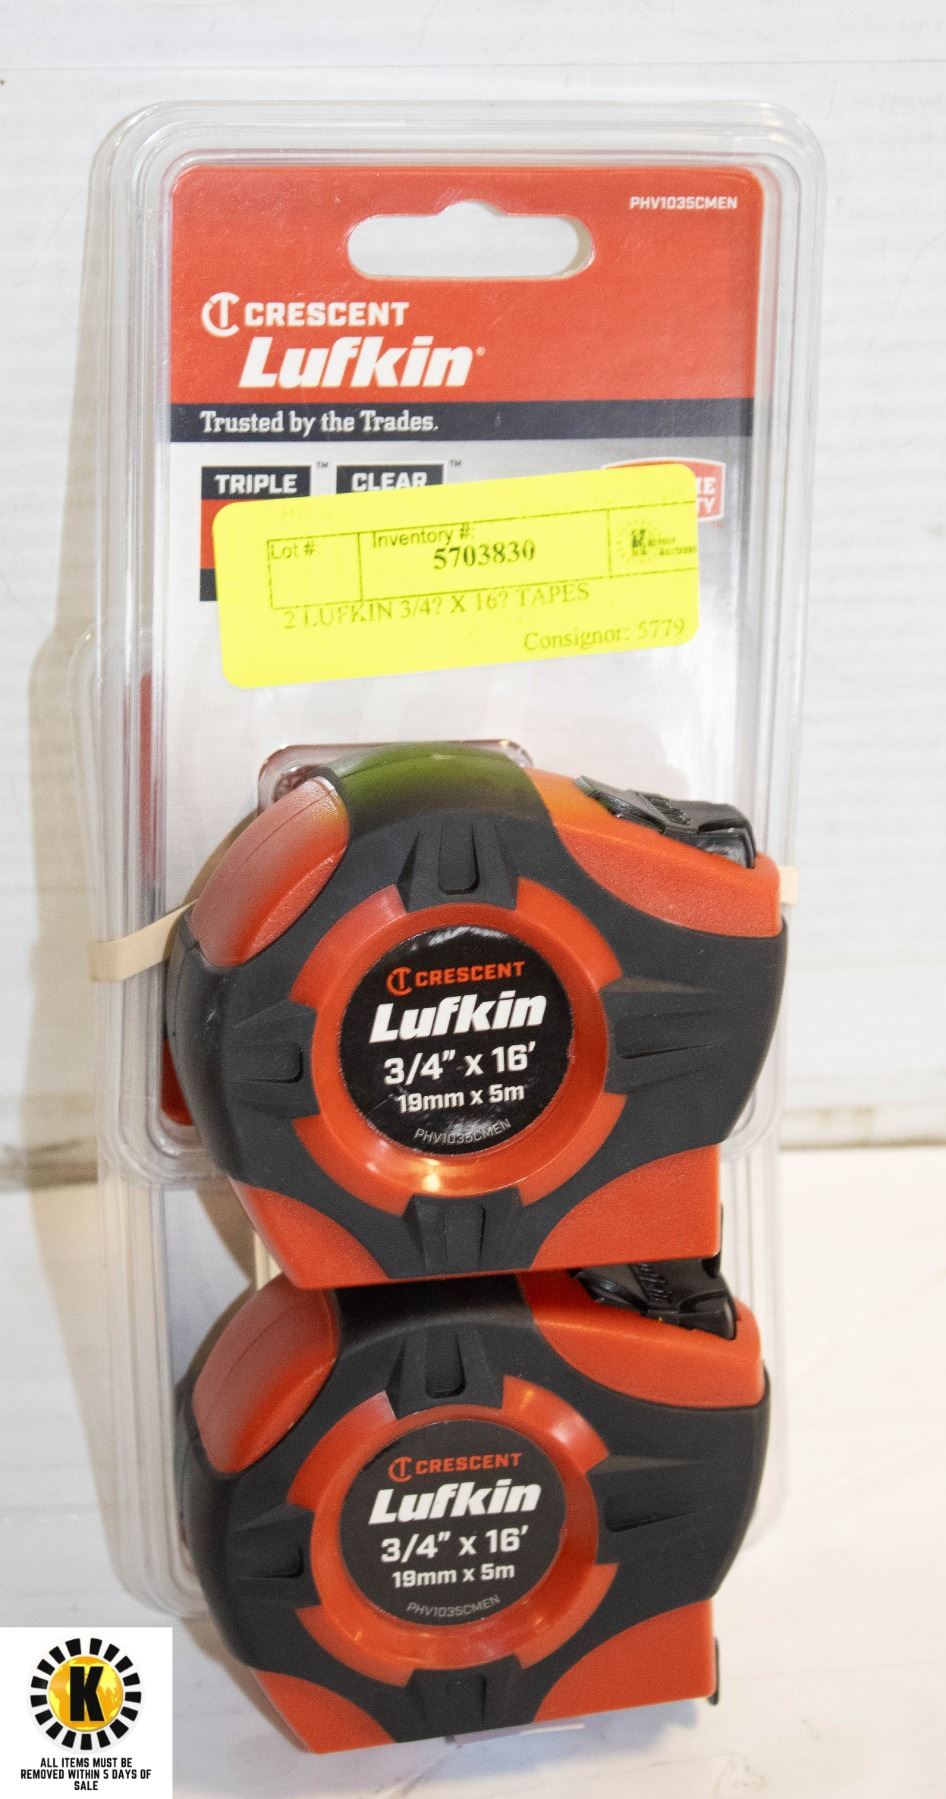 PHV1035CMEN
CRESCENT
Lufkin®
Trusted by the Trades.
TRIPLE™ CLEAR™
Lot #: Inventory #:
5703830
2 LUFKIN 3/4? X 16? TAPES
Consignor: 5779
CRESCENT
Lufkin
3/4" x 16'
19mm x 5m
PHV1035CMEN
CRESCENT
Lufkin
3/4" x 16'
19mm x 5m
PHV1035CMEN
K
ALL ITEMS MUST BE
REMOVED WITHIN 5 DAYS OF
SALE